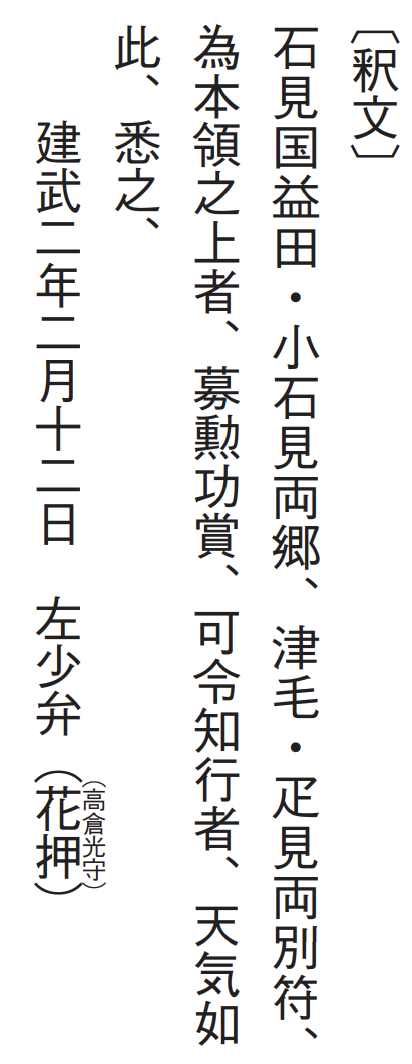 〔釈文〕
石見国益田・小石見両郷、津毛・疋見両別符、
為本領之上者、募勲功賞、可令知行者、天気如
此、悉之、
建武二年二月十二日　左少弁（花押）
（高倉光守）